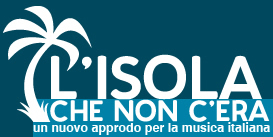 L'ISOLA
CHE NON C'ERA
un nuovo approdo per la musica italiana